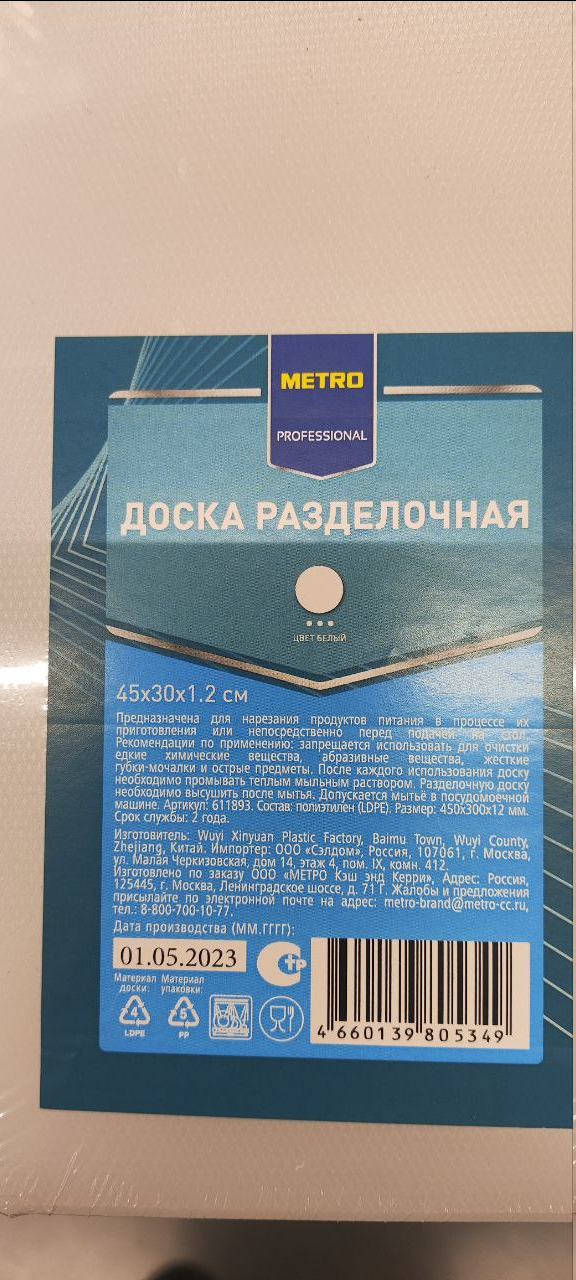 METRO
PROFESSIONAL
ДОСКА РАЗДЕЛОЧНАЯ
ЦВЕТ БЕЛЫЙ
45х30х1.2 см
Предназначена для нарезания продуктов питания в процессе их
приготовления или непосредственно перед подачей на стол.
Рекомендации по применению: запрещается использовать для очистки
едкие химические вещества, абразивные вещества, жесткие
губки-мочалки и острые предметы. После каждого использования доску
необходимо промывать теплым мыльным раствором. Разделочную доску
необходимо высушить после мытья. Допускается мытьё в посудомоечной
машине. Артикул: 611893. Состав: полиэтилен (LDPE). Размер: 450х300х12 мм.
Срок службы: 2 года.
Изготовитель: Wuyi Xinyuan Plastic Factory, Baimu Town, Wuyi County,
Zhejiang, Китай. Импортер: ООО «Сэлдом», Россия, 107061, г. Москва,
ул. Малая Черкизовская, дом 14, этаж 4, пом. IX, комн. 412.
Изготовлено по заказу ООО «МЕТРО Кэш энд Керри», Адрес: Россия,
125445, г. Москва, Ленинградское шоссе, д. 71 Г. Жалобы и предложения
присылайте по электронной почте на адрес: metro-brand@metro-cc.ru,
тел.: 8-800-700-10-77.
Дата производства (ММ.ГГГГ):
01.05.2023
Материал доски:
Материал упаковки:
4
LDPE
5
PP
4 660139 805349